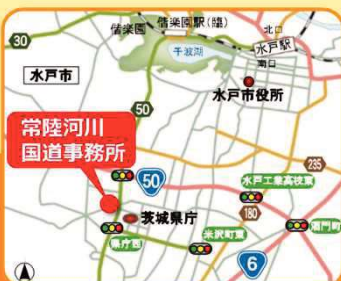 偕楽園駅(臨)
北口
偕楽園
水戸駅
30
千波湖
南口
水戸市
水戸市役所
50
常陸河川
国道事務所
235
50
水戸工業高校東
茨城県庁
180
県庁西
米沢町東
6